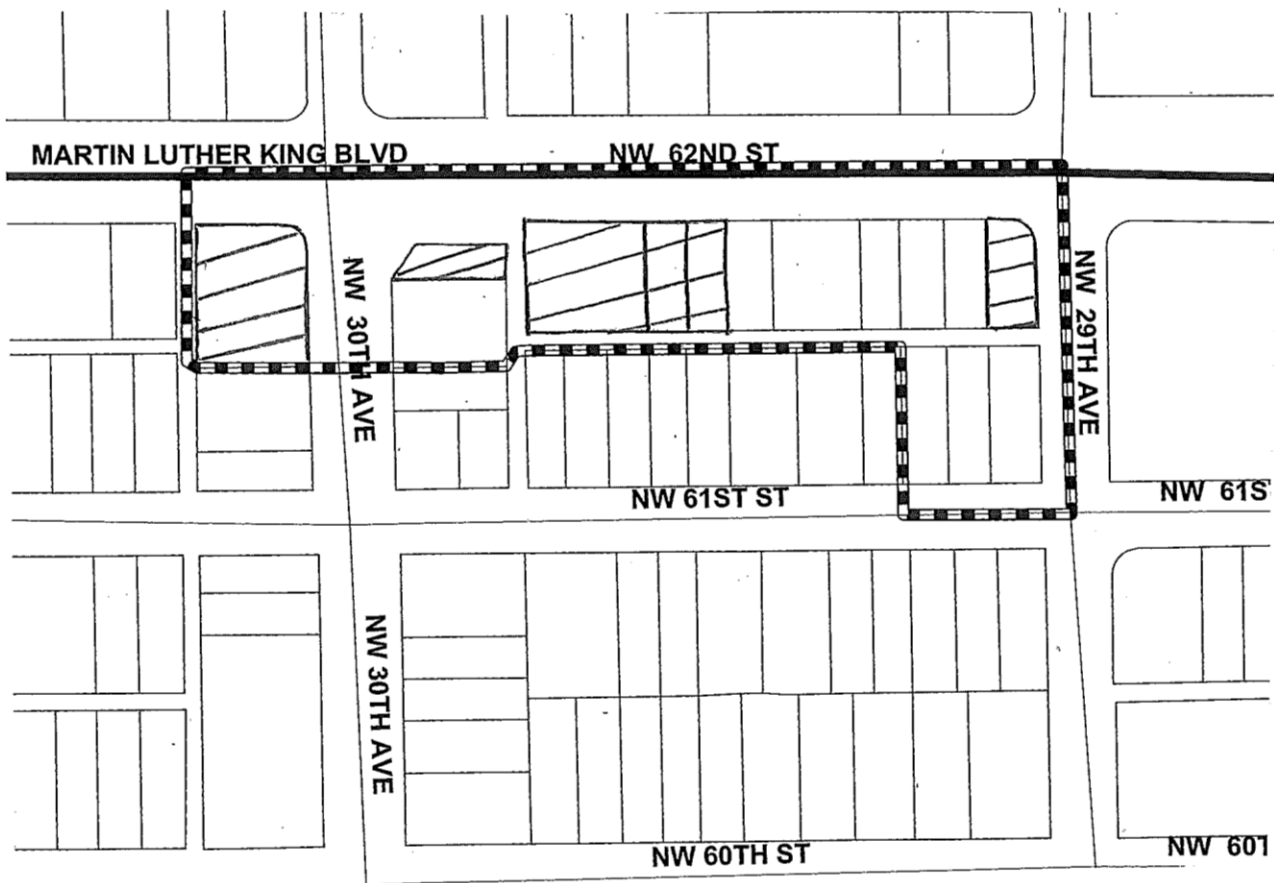 MARTIN LUTHER KING BLVD
NW 62ND ST
NW 30TH AVE
NW 29TH AVE
NW 61ST ST
NW 61S
NW 30TH AVE
NW 60TH ST
NW 60T